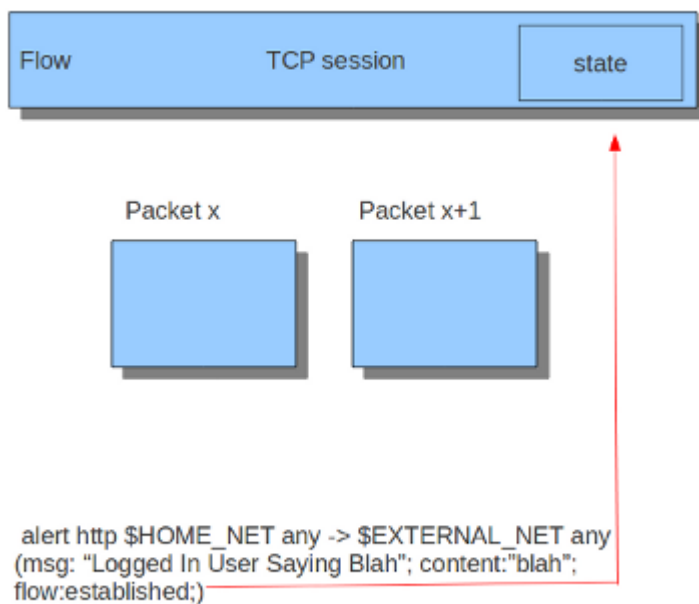 Flow TCP session state
Packet x Packet x+1
alert http $HOME_NET any -> $EXTERNAL_NET any
(msg: “Logged In User Saying Blah"; content:"blah”;
flow:established;)